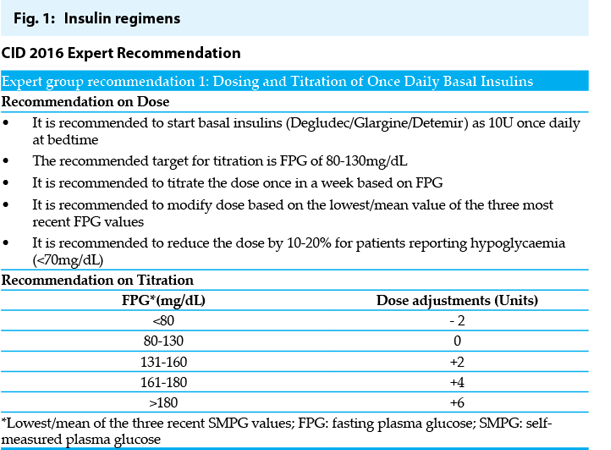 Fig. 1: Insulin regimens
CID 2016 Expert Recommendation
Expert group recommendation 1: Dosing and Titration of Once Daily Basal Insulins
Recommendation on Dose
• It is recommended to start basal insulins (Degludec/Glargine/Detemir) as 10U once daily
at bedtime
• The recommended target for titration is FPG of 80-130mg/dL
• It is recommended to titrate the dose once in a week based on FPG
• It is recommended to modify dose based on the lowest/mean value of the three most
recent FPG values
• It is recommended to reduce the dose by 10-20% for patients reporting hypoglycaemia
(<70mg/dL)
Recommendation on Titration
FPG*(mg/dL) Dose adjustments (Units)
<80 - 2
80-130 0
131-160 +2
161-180 +4
>180 +6
*Lowest/mean of the three recent SMPG values; FPG: fasting plasma glucose; SMPG: self-
measured plasma glucose